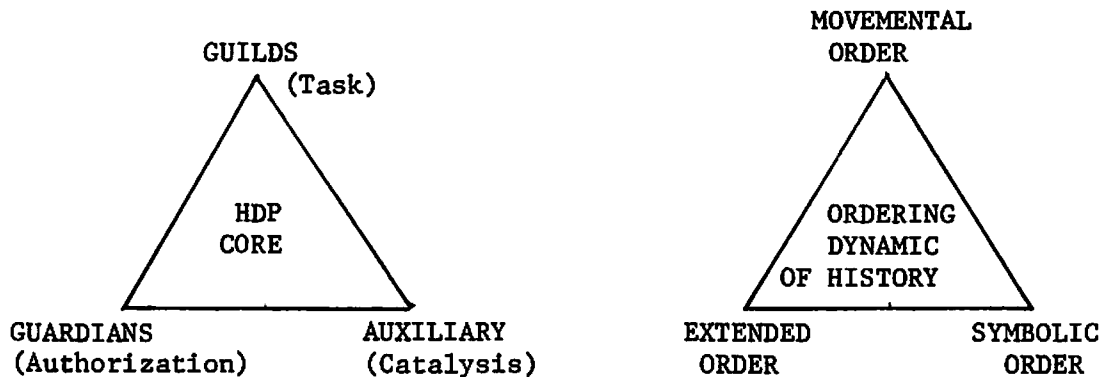 GUILDS
(Task)
HDP
CORE
GUARDIANS
(Authorization)
AUXILIARY
(Catalysis)
MOVEMENTAL
ORDER
ORDERING
DYNAMIC
OF HISTORY
EXTENDED
ORDER
SYMBOLIC
ORDER